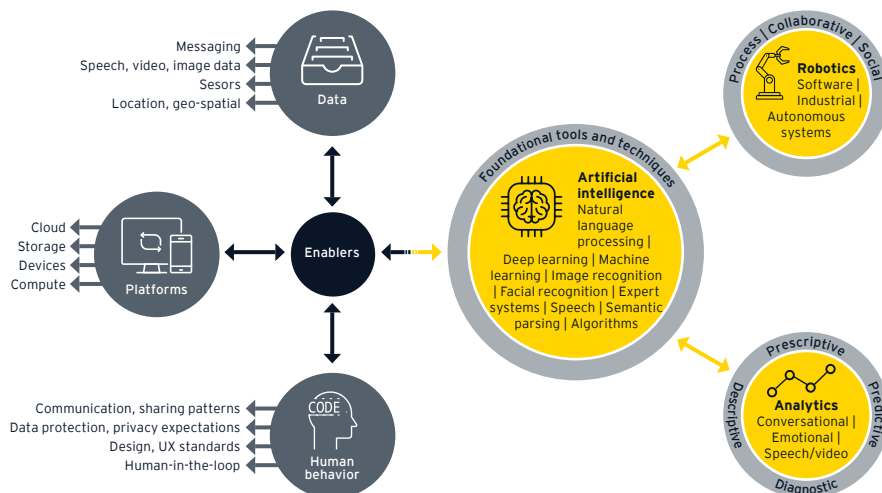 Messaging
Speech, video, image data
Sesors
Location, geo-spatial
Data
Cloud
Storage
Devices
Compute
Platforms
Enablers
Communication, sharing patterns
Data protection, privacy expectations
Design, UX standards
Human-in-the-loop
CODE
Human
behavior
Foundational tools and techniques
Artificial
intelligence
Natural
language
processing |
Deep learning | Machine
learning | Image recognition
| Facial recognition | Expert
systems | Speech | Semantic
parsing | Algorithms
Process | Collaborative | Social
Robotics
Software |
Industrial |
Autonomous
systems
Prescriptive
Descriptive
Predictive
Analytics
Conversational |
Emotional |
Speech/video
Diagnostic